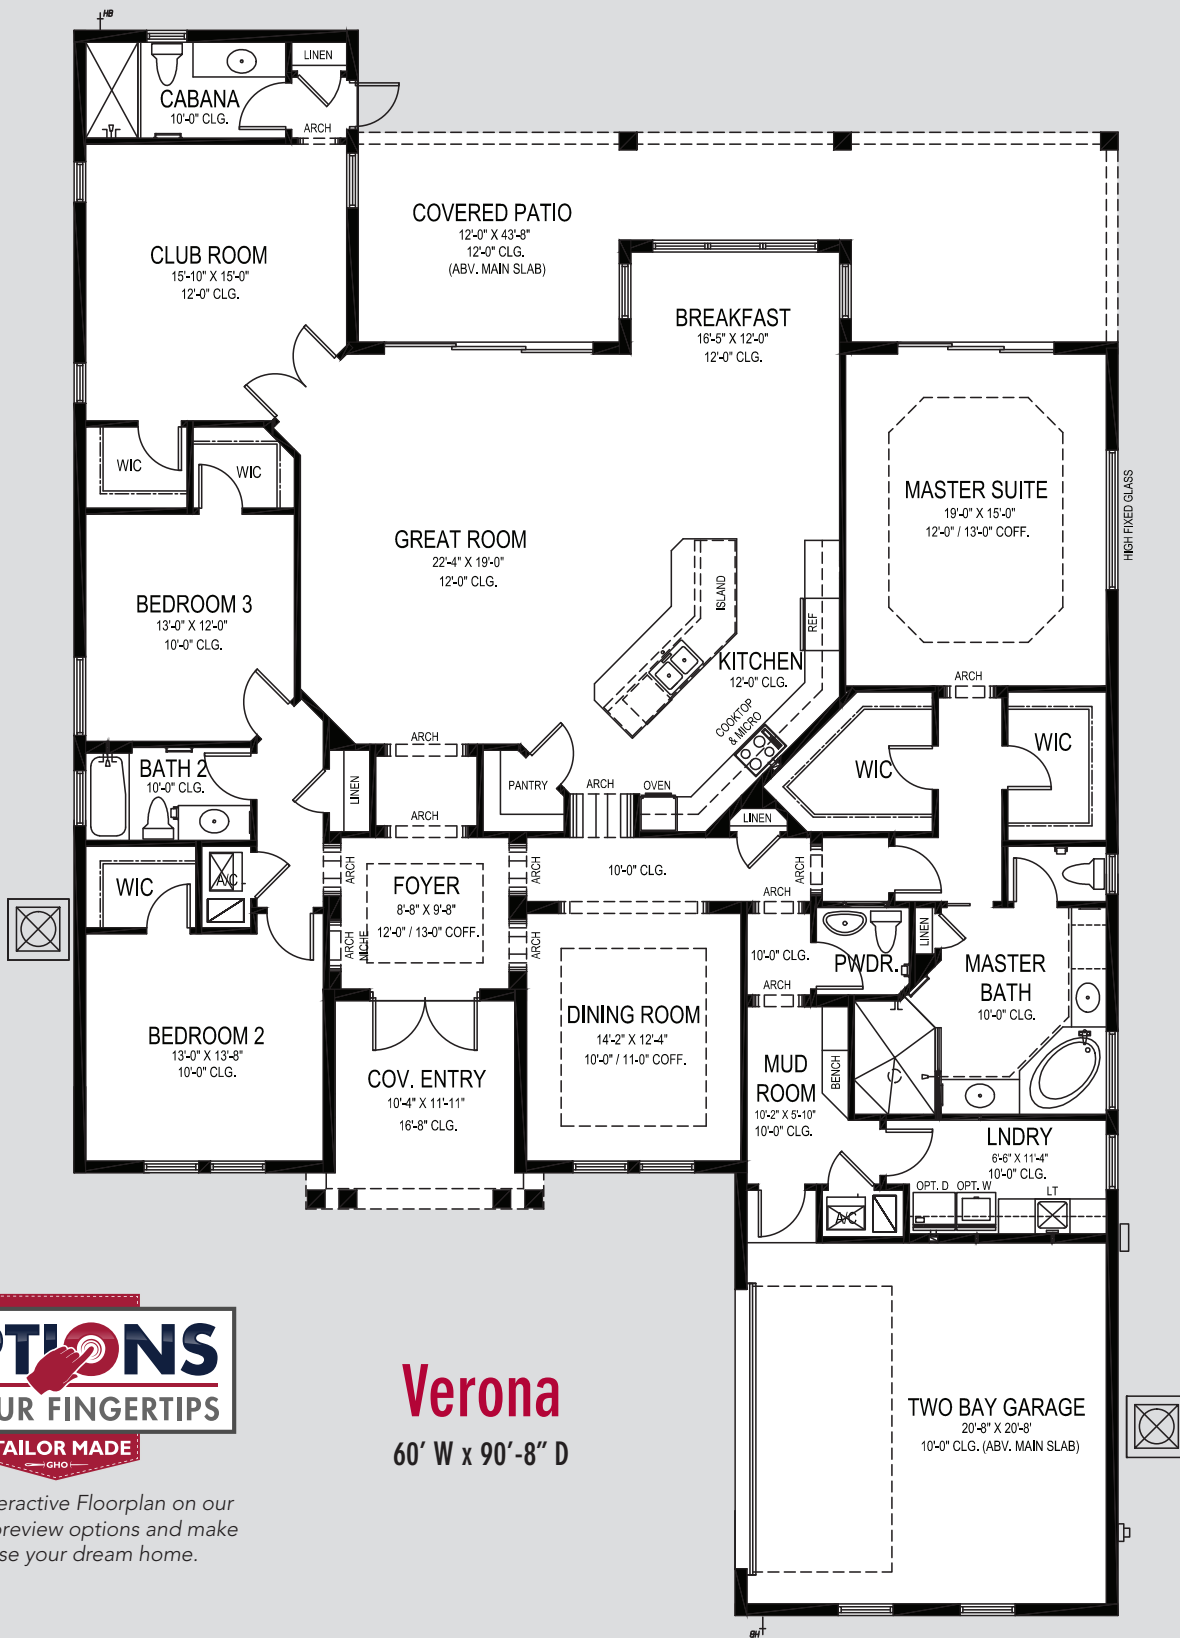 HB
LINEN
CABANA
10'-0" CLG.
ARCH
COVERED PATIO
12'-0" X 43'-8"
12'-0" CLG.
(ABV. MAIN SLAB)
CLUB ROOM
15'-10" X 15'-0"
12'-0" CLG.
BREAKFAST
16'-5" X 12'-0"
12'-0" CLG.
WIC
WIC
MASTER SUITE
19'-0" X 15'-0"
12'-0" / 13'-0" COFF.
HIGH FIXED GLASS
GREAT ROOM
22'-4" X 19'-0"
12'-0" CLG.
BEDROOM 3
13'-0" X 12'-0"
10'-0" CLG.
ISLAND
REF
KITCHEN
12'-0" CLG.
COOKTOP
& MICRO
ARCH
ARCH
WIC
WIC
BATH 2
10'-0" CLG.
LINEN
PANTRY
ARCH
OVEN
LINEN
ARCH
WIC
A/C
ARCH
FOYER
8'-8" X 9'-8"
12'-0" / 13'-0" COFF.
ARCH
10'-0" CLG.
ARCH
ARCH
ARCH
NICHE
ARCH
10'-0" CLG.
PWDR.
LINEN
MASTER
BATH
10'-0" CLG.
ARCH
BEDROOM 2
13'-0" X 13'-8"
10'-0" CLG.
DINING ROOM
14'-2" X 12'-4"
10'-0" / 11-0" COFF.
COV. ENTRY
10'-4" X 11'-11"
16'-8" CLG.
MUD
ROOM
10'-2" X 5'-10"
10'-0" CLG.
BENCH
LNDRY
6'-6" X 11'-4"
10'-0" CLG.
OPT. D OPT. W
LT
A/C
PTIONS
UR FINGERTIPS
TAILOR MADE
GHO
Verona
60' W x 90'-8" D
TWO BAY GARAGE
20'-8" X 20'-8'
10'-0" CLG. (ABV. MAIN SLAB)
eractive Floorplan on our
preview options and make
se your dream home.
HB